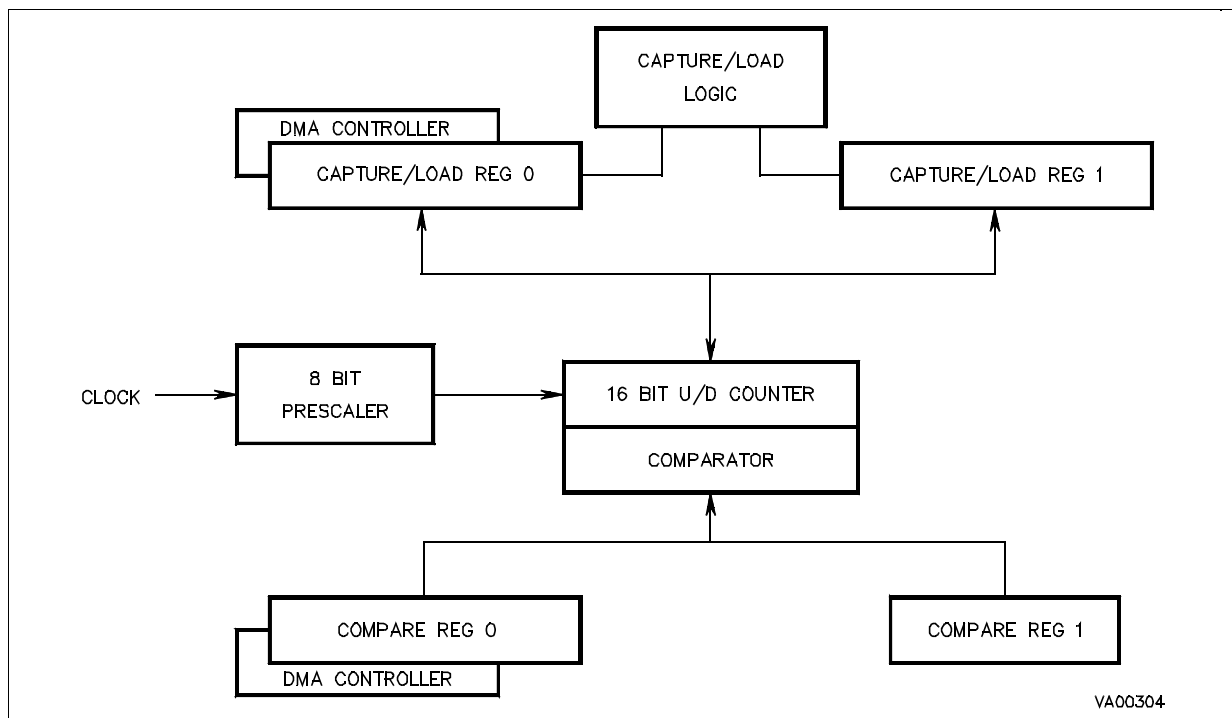 CAPTURE/LOAD
LOGIC
DMA CONTROLLER
CAPTURE/LOAD REG 0
CAPTURE/LOAD REG 1
8 BIT
PRESCALER
CLOCK
16 BIT U/D COUNTER
COMPARATOR
COMPARE REG 0
COMPARE REG 1
DMA CONTROLLER
VA00304